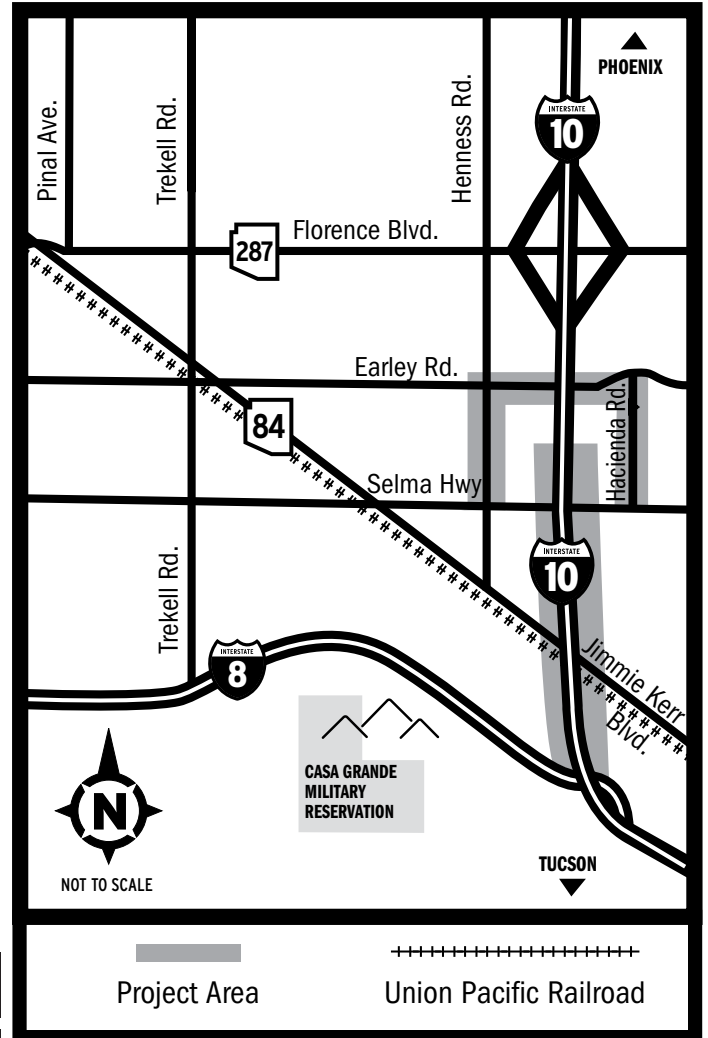 PHOENIX
Pinal Ave.
Trekell Rd.
Henness Rd.
INTERSTATE
10
287
Florence Blvd.
Earley Rd.
Hacienda Rd.
84
Selma Hwy
INTERSTATE
10
Trekell Rd.
INTERSTATE
8
Jimmie Kerr
Blvd.
CASA GRANDE
MILITARY
RESERVATION
N
NOT TO SCALE
TUCSON
Project Area
Union Pacific Railroad